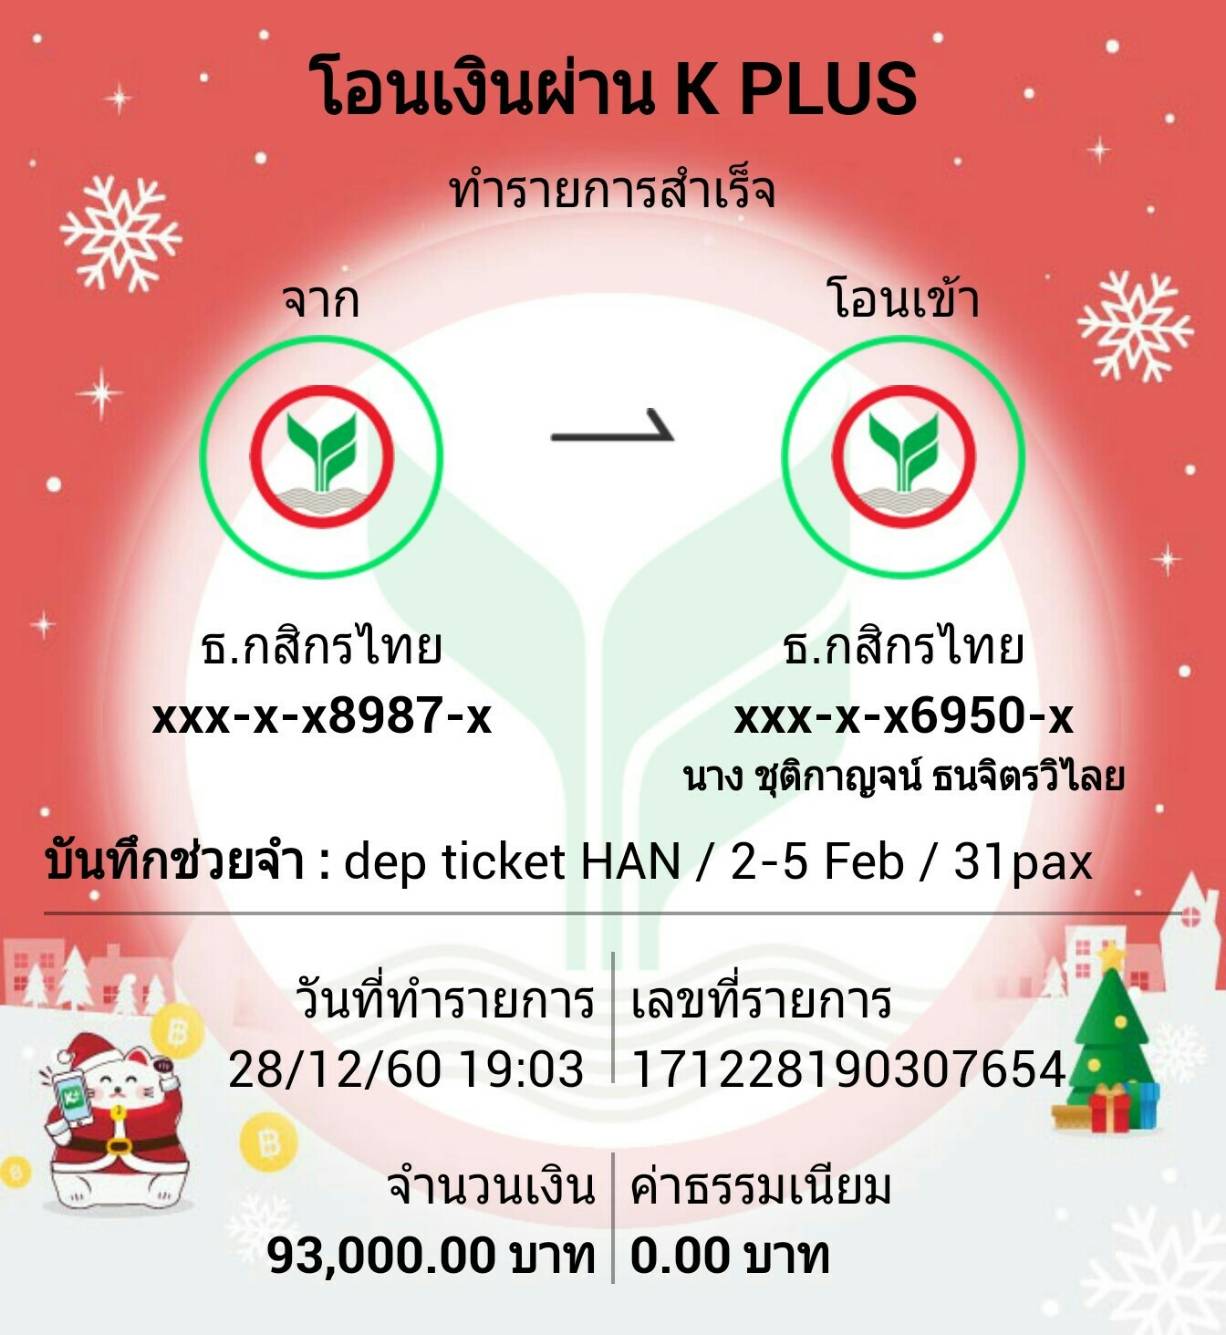 โอนเงินผ่าน K PLUS
ทำรายการสำเร็จ
จาก
โอนเข้า
ธ.กสิกรไทย
xxx-x-x8987-x
ธ.กสิกรไทย
xxx-x-x6950-x
นาง ชุติกาญจน์ ธนจิตรวิไลย
บันทึกช่วยจำ : dep ticket HAN / 2-5 Feb / 31pax
วันที่ทำรายการ
28/12/60 19:03
เลขที่รายการ
171228190307654
จำนวนเงิน
93,000.00 บาท
ค่าธรรมเนียม
0.00 บาท